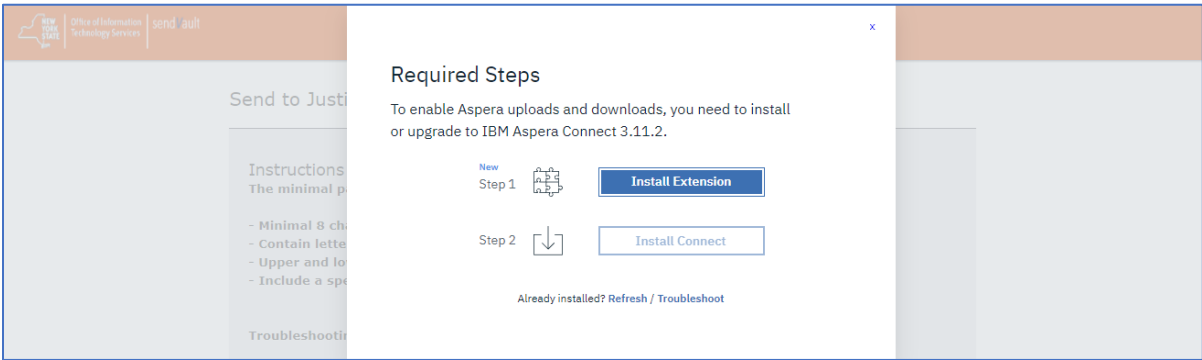 NEW YORK STATE
Office of Information Technology Services
sendVault
x
Required Steps
To enable Aspera uploads and downloads, you need to install
or upgrade to IBM Aspera Connect 3.11.2.
New
Step 1
Install Extension
Step 2
Install Connect
Already installed? Refresh / Troubleshoot
Send to Justi
Instructions
The minimal pa
- Minimal 8 cha
- Contain lette
- Upper and lo
- Include a spe
Troubleshootin